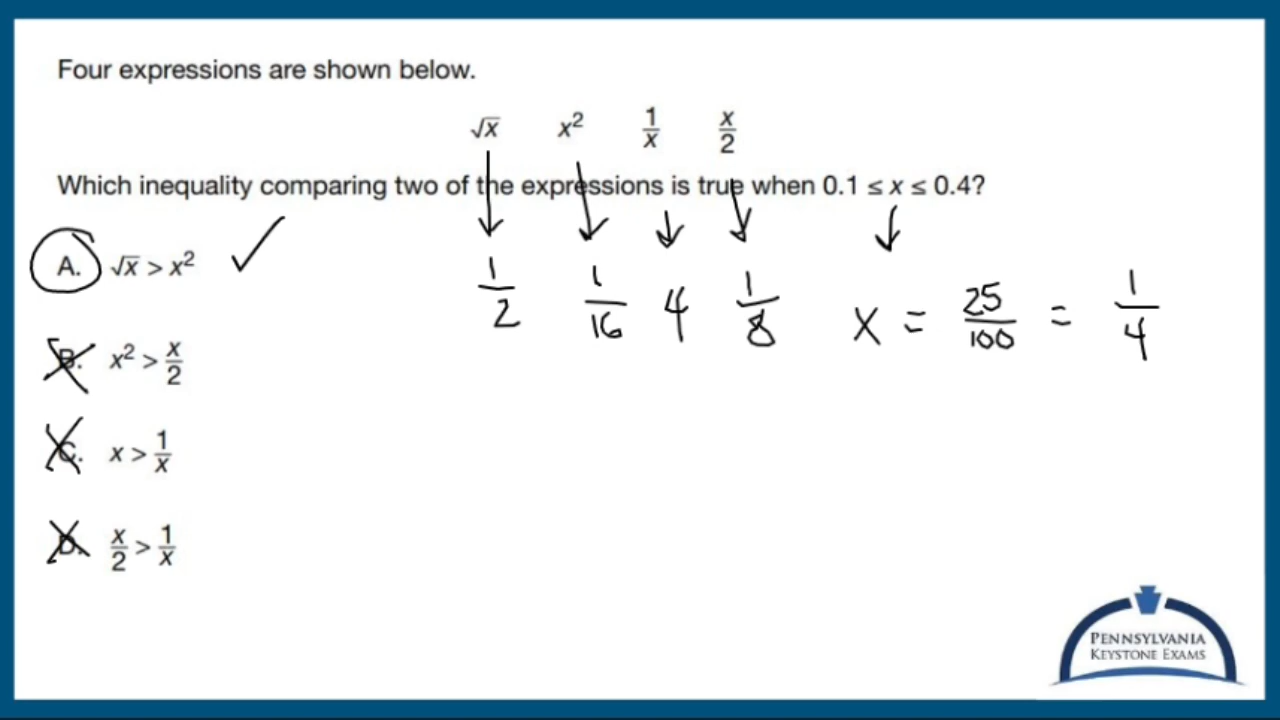 Four expressions are shown below.
√x x² 1/x x/2
Which inequality comparing two of the expressions is true when 0.1 ≤ x ≤ 0.4?
A. √x > x² ✓
1/2 1/16 4 1/8 x = 25/100 = 1/4
B. x² > x/2
C. x > 1/x
D. x/2 > 1/x
PENNSYLVANIA
KEYSTONE EXAMS